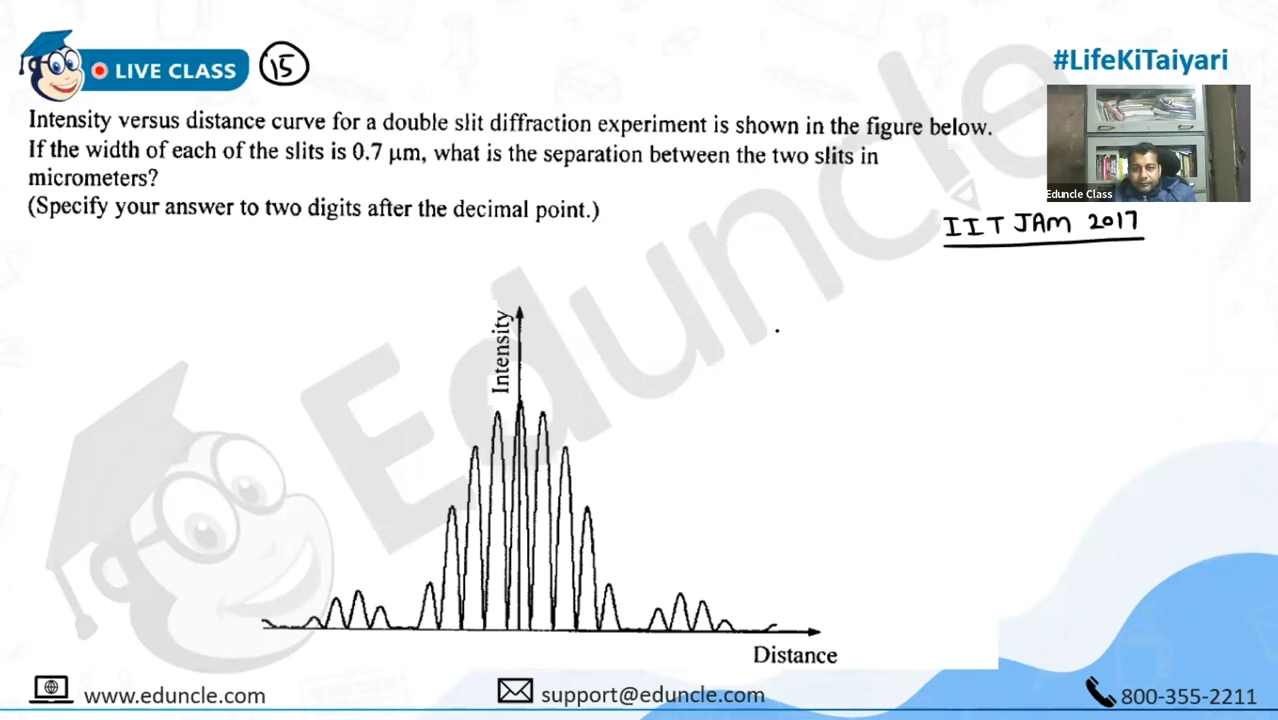 LIVE CLASS
15
#LifeKiTaiyari
Intensity versus distance curve for a double slit diffraction experiment is shown in the figure below.
If the width of each of the slits is 0.7 μm, what is the separation between the two slits in
micrometers?
(Specify your answer to two digits after the decimal point.)
Eduncle Class
IIT JAM 2017
Eduncle
Intensity
Distance
www.eduncle.com
support@eduncle.com
800-355-2211